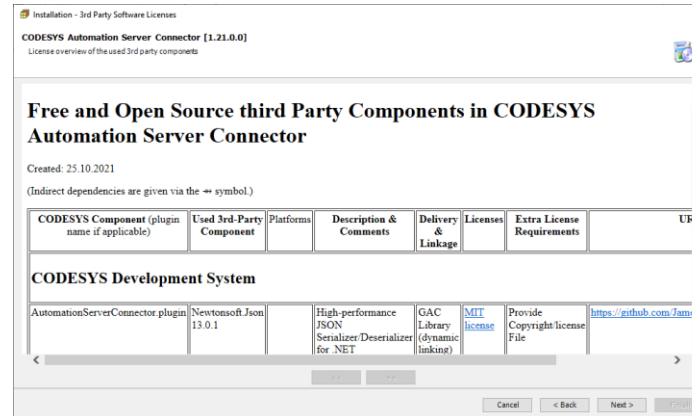 Installation - 3rd Party Software Licenses
CODESYS Automation Server Connector [1.21.0.0]
License overview of the used 3rd party components
Free and Open Source third Party Components in CODESYS
Automation Server Connector
Created: 25.10.2021
(Indirect dependencies are given via the ↠ symbol.)
CODESYS Component (plugin name if applicable) Used 3rd-Party Component Platforms Description & Comments Delivery & Linkage Licenses Extra License Requirements
CODESYS Development System
AutomationServerConnector.plugin Newtonsoft.Json 13.0.1 High-performance JSON Serializer/Deserializer for .NET GAC Library (dynamic linking) MIT license Provide Copyright/license File https://github.com/Jam
Cancel < Back Next >